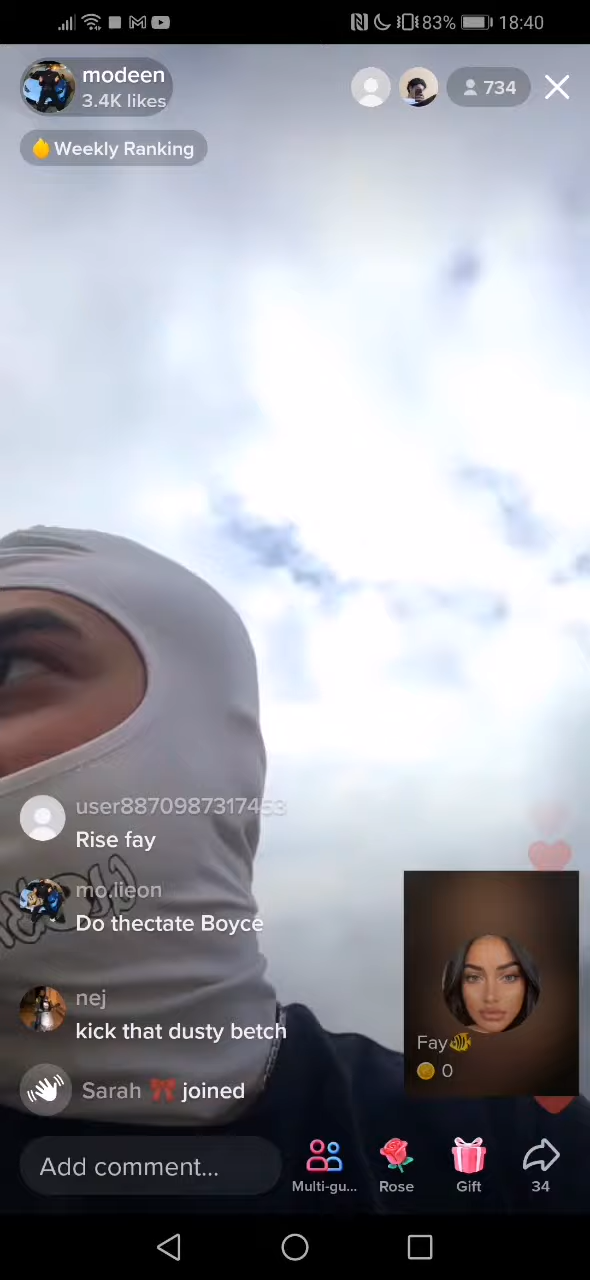 83% 18:40
modeen
3.4K likes
734
Weekly Ranking
user8870987317453
Rise fay
mo.lieon
Do thectate Boyce
nej
kick that dusty betch
Sarah joined
Fay
0
Add comment...
Multi-gu...
Rose
Gift
34